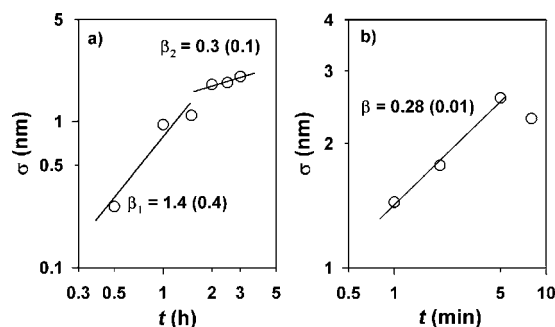 a)
β₂ = 0.3 (0.1)
β₁ = 1.4 (0.4)
σ (nm)
5
1
0.5
0.1
0.3 0.5 1 2 3 5
t (h)
b)
β = 0.28 (0.01)
σ (nm)
4
3
2
1
0.5 1 5 10
t (min)